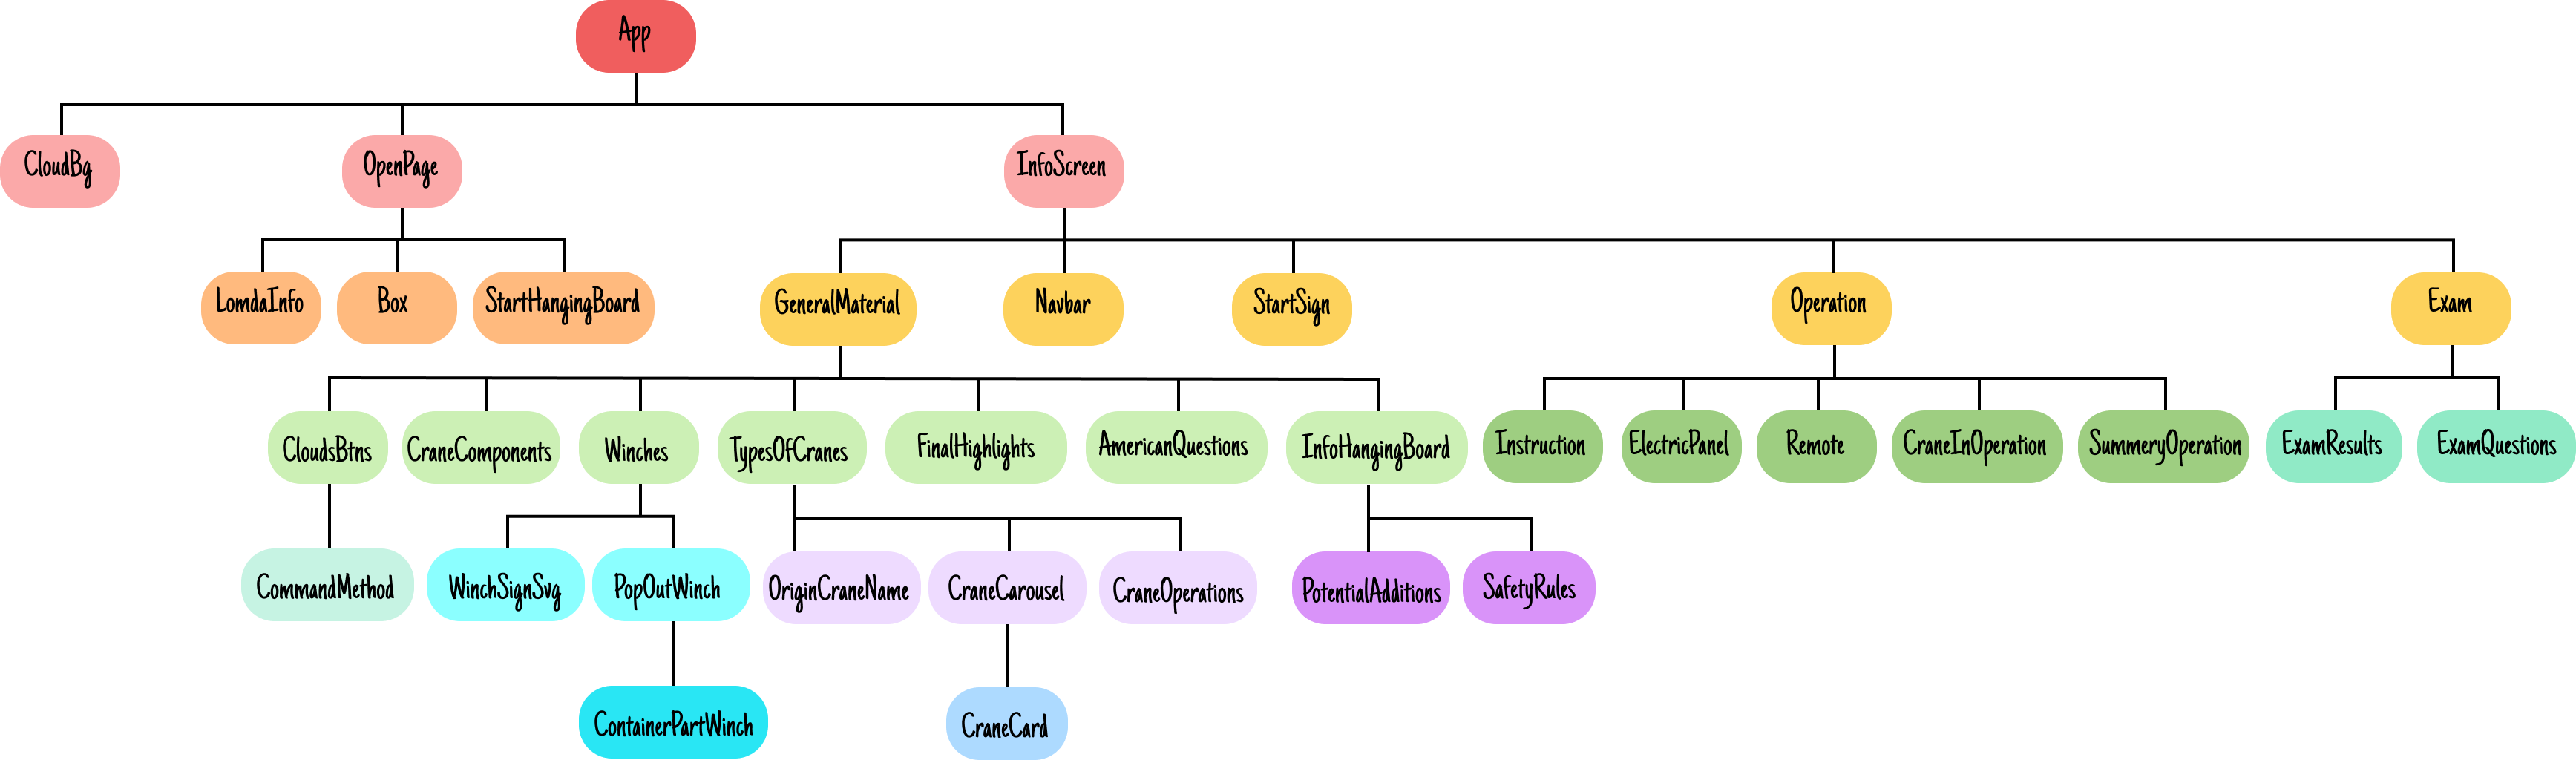 App
CloudBg
OpenPage
InfoScreen
LomdaInfo
Box
StartHangingBoard
GeneralMaterial
Navbar
StartSign
Operation
Exam
CloudsBtns
CraneComponents
Winches
TypesOfCranes
FinalHighlights
AmericanQuestions
InfoHangingBoard
Instruction
ElectricPanel
Remote
CraneInOperation
SummeryOperation
ExamResults
ExamQuestions
CommandMethod
WinchSignSvg
PopOutWinch
OriginCraneName
CraneCarousel
CraneOperations
PotentialAdditions
SafetyRules
ContainerPartWinch
CraneCard